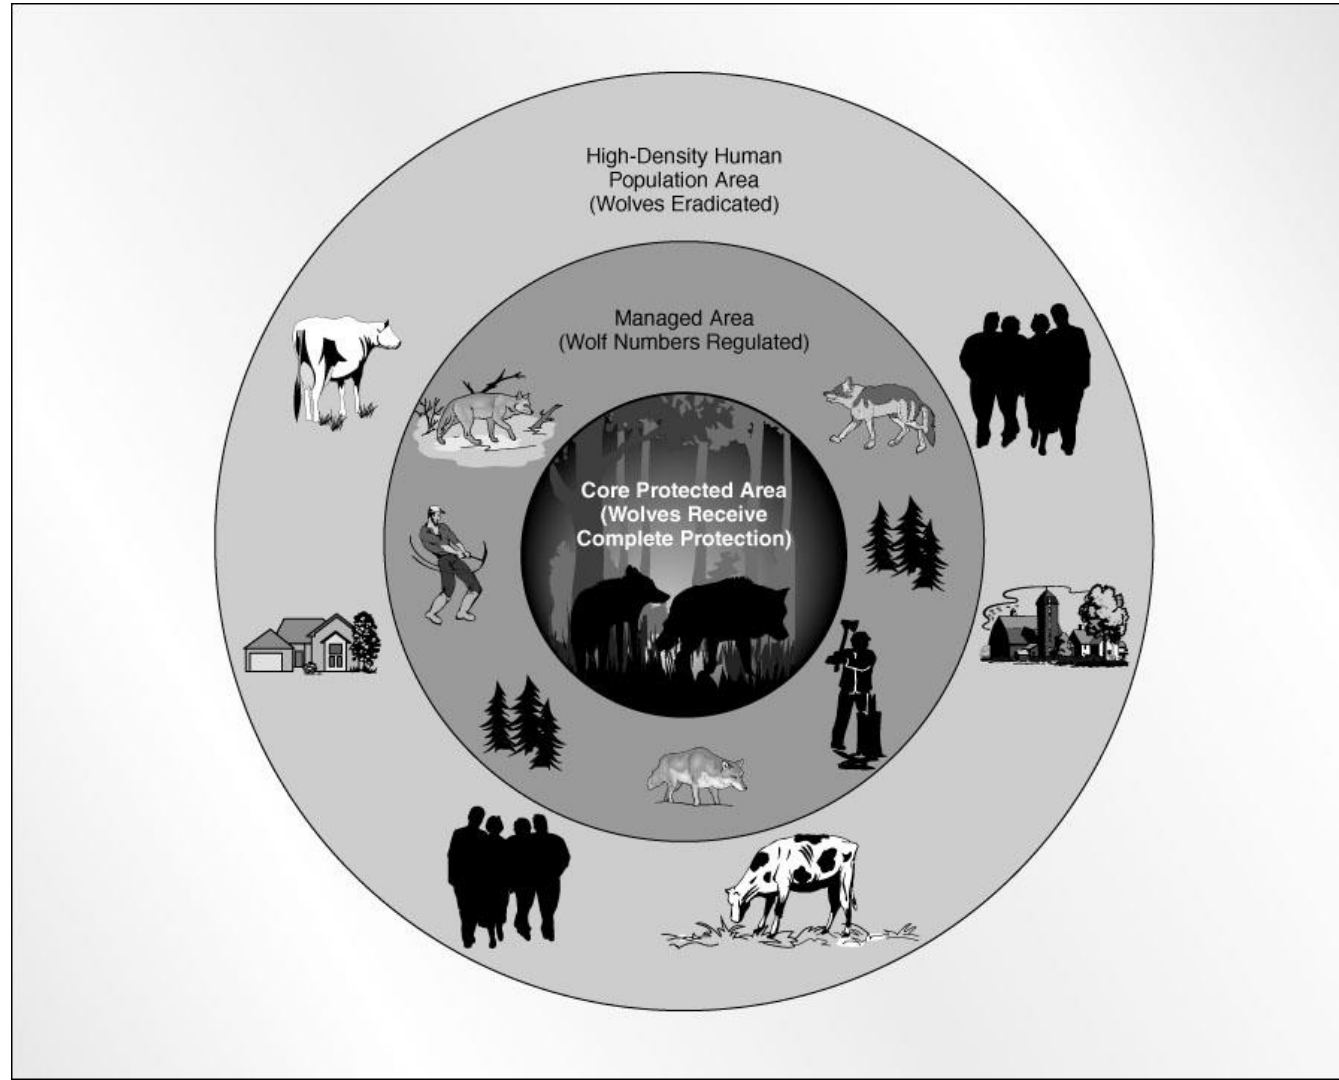 High-Density Human
Population Area
(Wolves Eradicated)
Managed Area
(Wolf Numbers Regulated)
Core Protected Area
(Wolves Receive
Complete Protection)